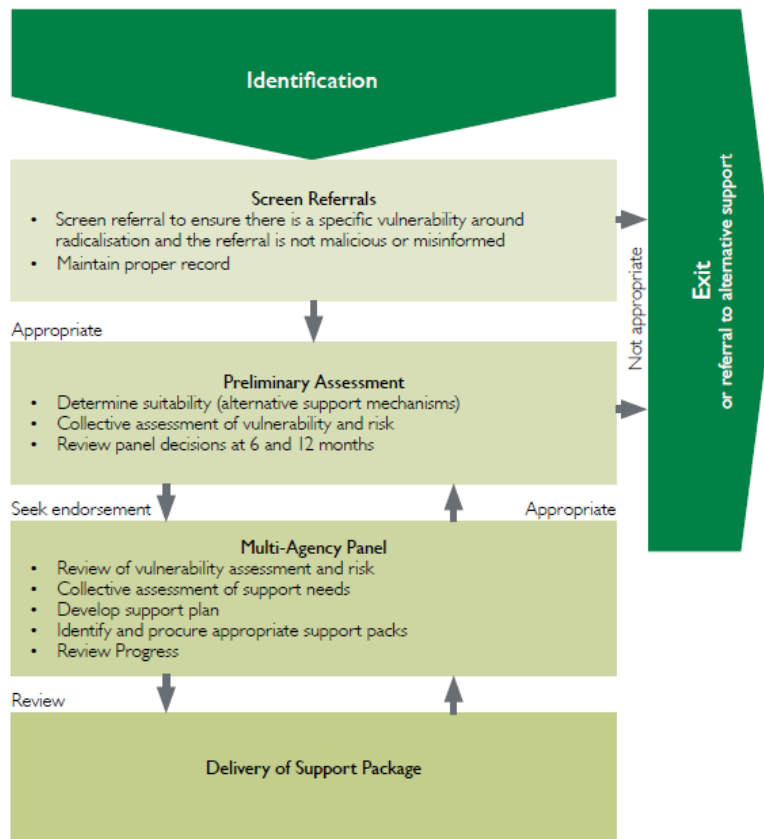 Identification
Screen Referrals
• Screen referral to ensure there is a specific vulnerability around
radicalisation and the referral is not malicious or misinformed
• Maintain proper record
Not appropriate
Exit
or referral to alternative support
Appropriate
Preliminary Assessment
• Determine suitability (alternative support mechanisms)
• Collective assessment of vulnerability and risk
• Review panel decisions at 6 and 12 months
Seek endorsement
Appropriate
Multi-Agency Panel
• Review of vulnerability assessment and risk
• Collective assessment of support needs
• Develop support plan
• Identify and procure appropriate support packs
• Review Progress
Review
Delivery of Support Package